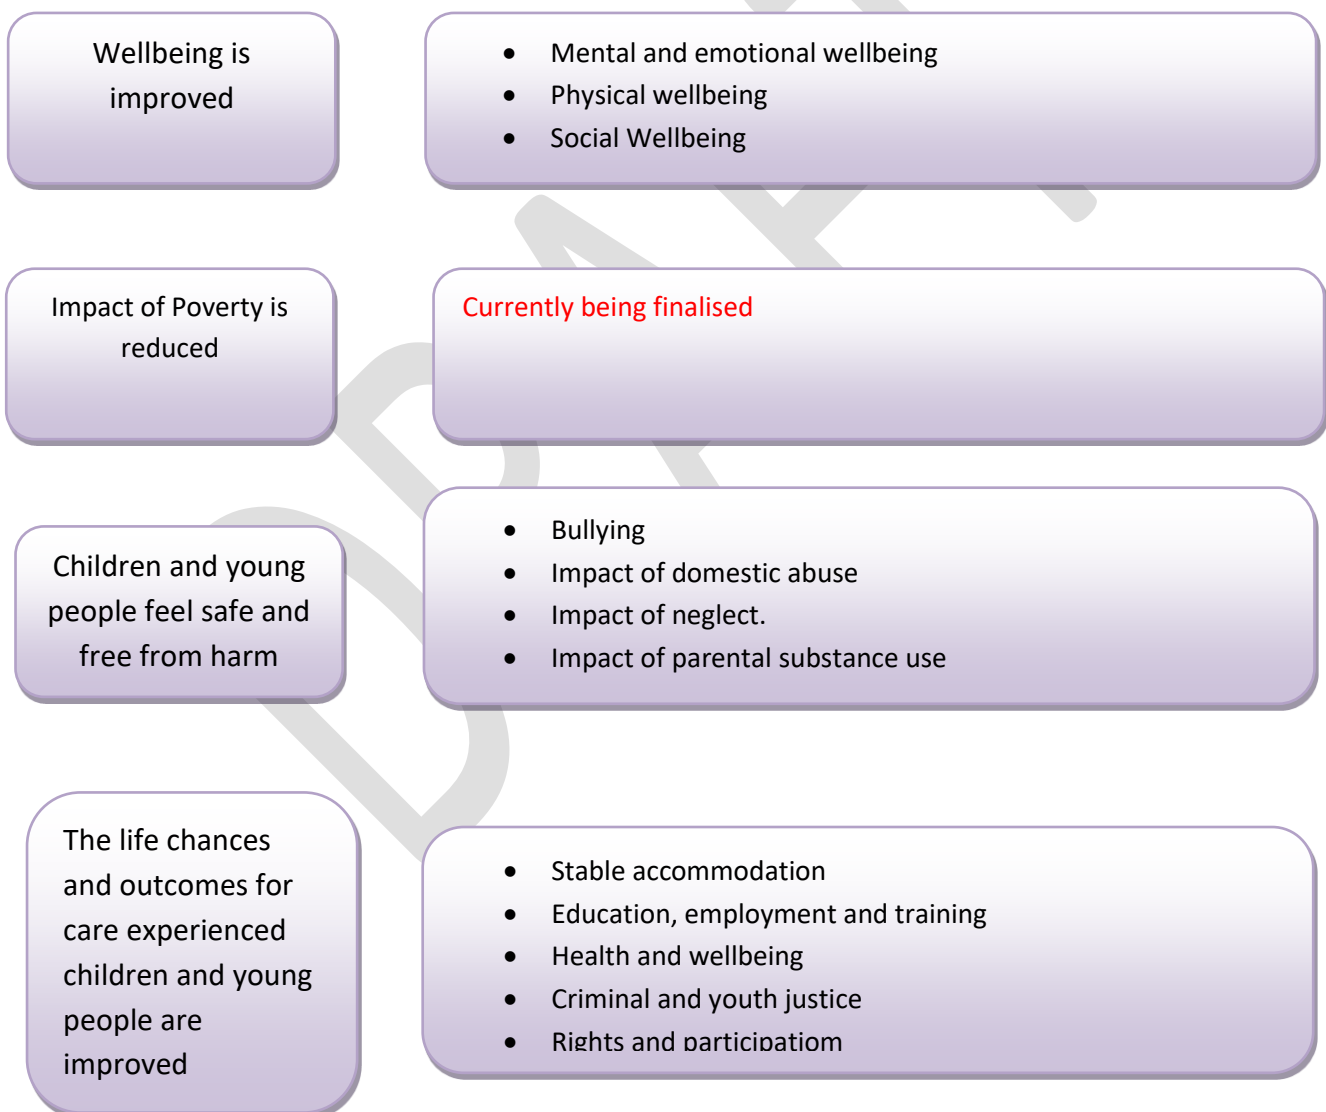 Wellbeing is
improved
• Mental and emotional wellbeing
• Physical wellbeing
• Social Wellbeing
Impact of Poverty is
reduced
Currently being finalised
Children and young
people feel safe and
free from harm
• Bullying
• Impact of domestic abuse
• Impact of neglect.
• Impact of parental substance use
The life chances
and outcomes for
care experienced
children and young
people are
improved
• Stable accommodation
• Education, employment and training
• Health and wellbeing
• Criminal and youth justice
• Rights and participatiom
DRAFT